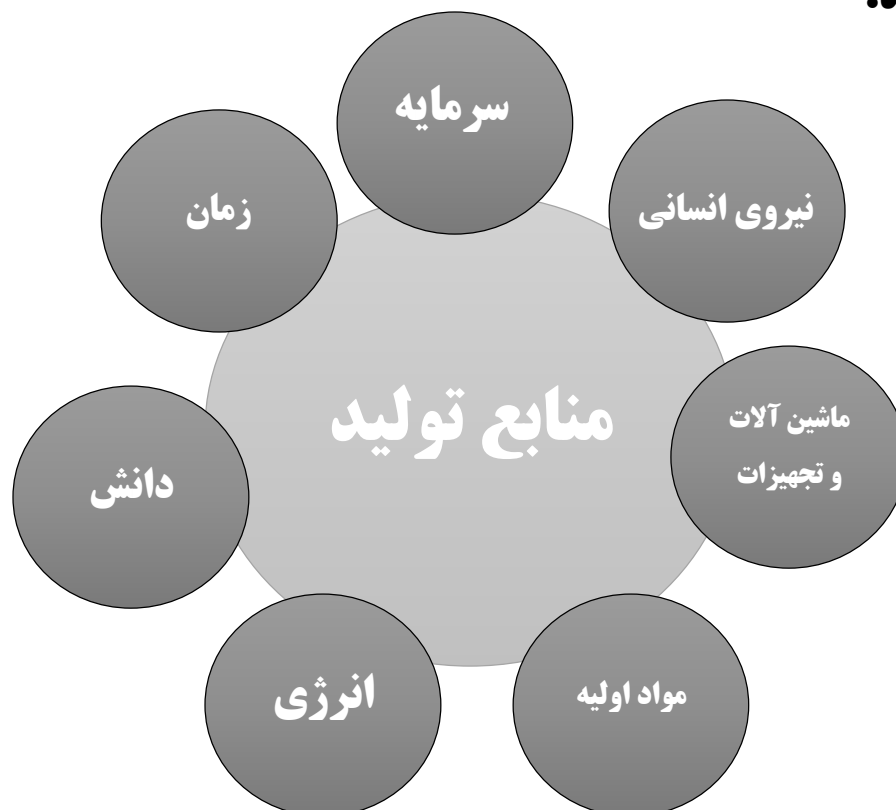 سرمایه
نیروی انسانی
ماشین آلات
و تجهیزات
مواد اولیه
انرژی
دانش
زمان
منابع تولید